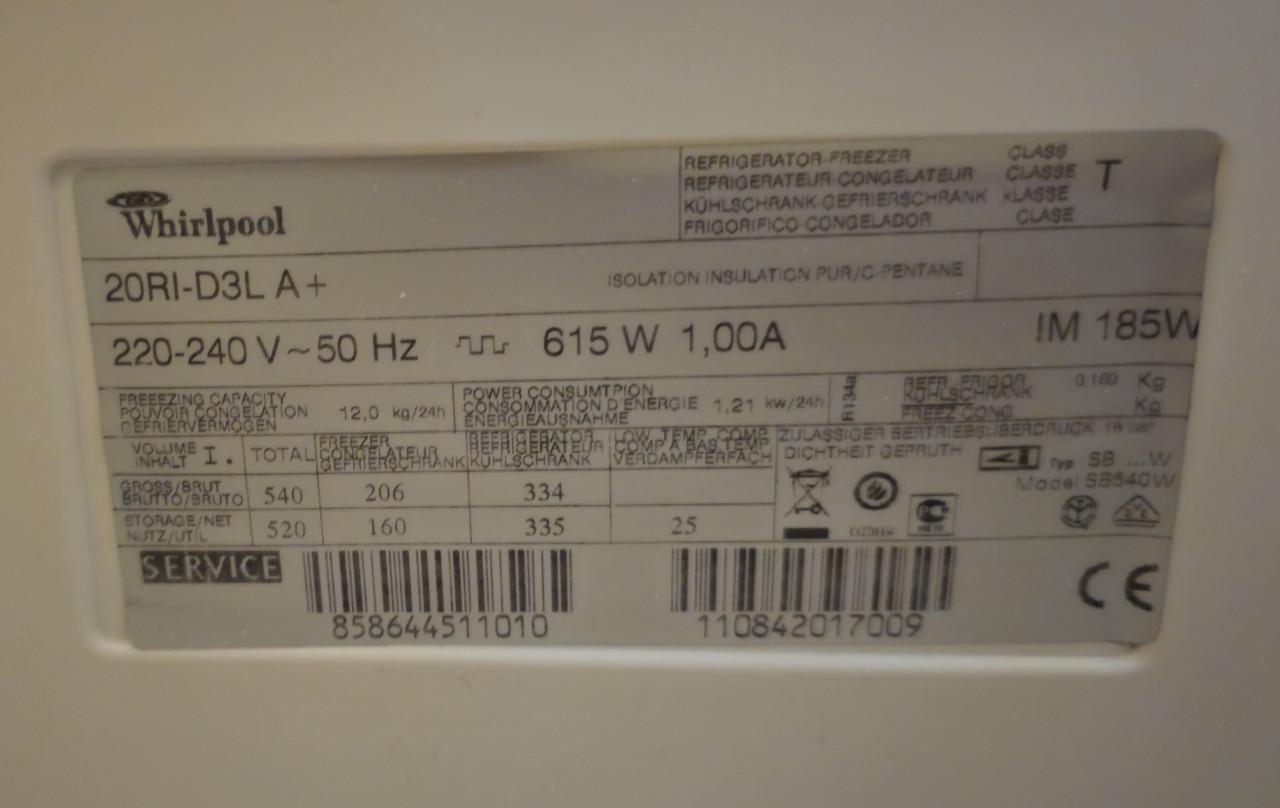 Whirlpool
REFRIGERATOR-FREEZER CLASS
REFRIGERATEUR-CONGELATEUR CLASSE T
KÜHLSCHRANK-GEFRIERSCHRANK KLASSE
FRIGORIFICO CONGELADOR CLASE
20RI-D3L A+
ISOLATION INSULATION PUR/C-PENTANE
220-240 V ~ 50 Hz 615 W 1,00A
IM 185W
FREEEZING CAPACITY
POUVOIR CONGELATION 12,0 kg/24h
GEFRIERVERMÖGEN
POWER CONSUMTPION
CONSOMMATION D'ENERGIE 1,21 kw/24h
ENERGIEAUSNAHME
R134a
REFR. FRIGOR 0,160 Kg
KÜHLSCHRANK
FREEZ CONG Kg
VOLUME
INHALT I.
TOTAL
FREEZER
CONGELATEUR
GEFRIERSCHRANK
REFRIGERATOR
REFRIGERATEUR
KÜHLSCHRANK
LOW TEMP. COMP
COMP A BAS TEMP
VERDAMPFERFACH
ZULASSIGER BERTRIEBSÜBERDRUCK 18 bar
DICHTHEIT GEPRUTH
Typ SB ...W
Model SB540W
GROSS/BRUT
BRUTTO/BRUTO 540 206 334
STORAGE/NET
NUTZ/UTIL 520 160 335 25
SERVICE
858644511010
110842017009
CE